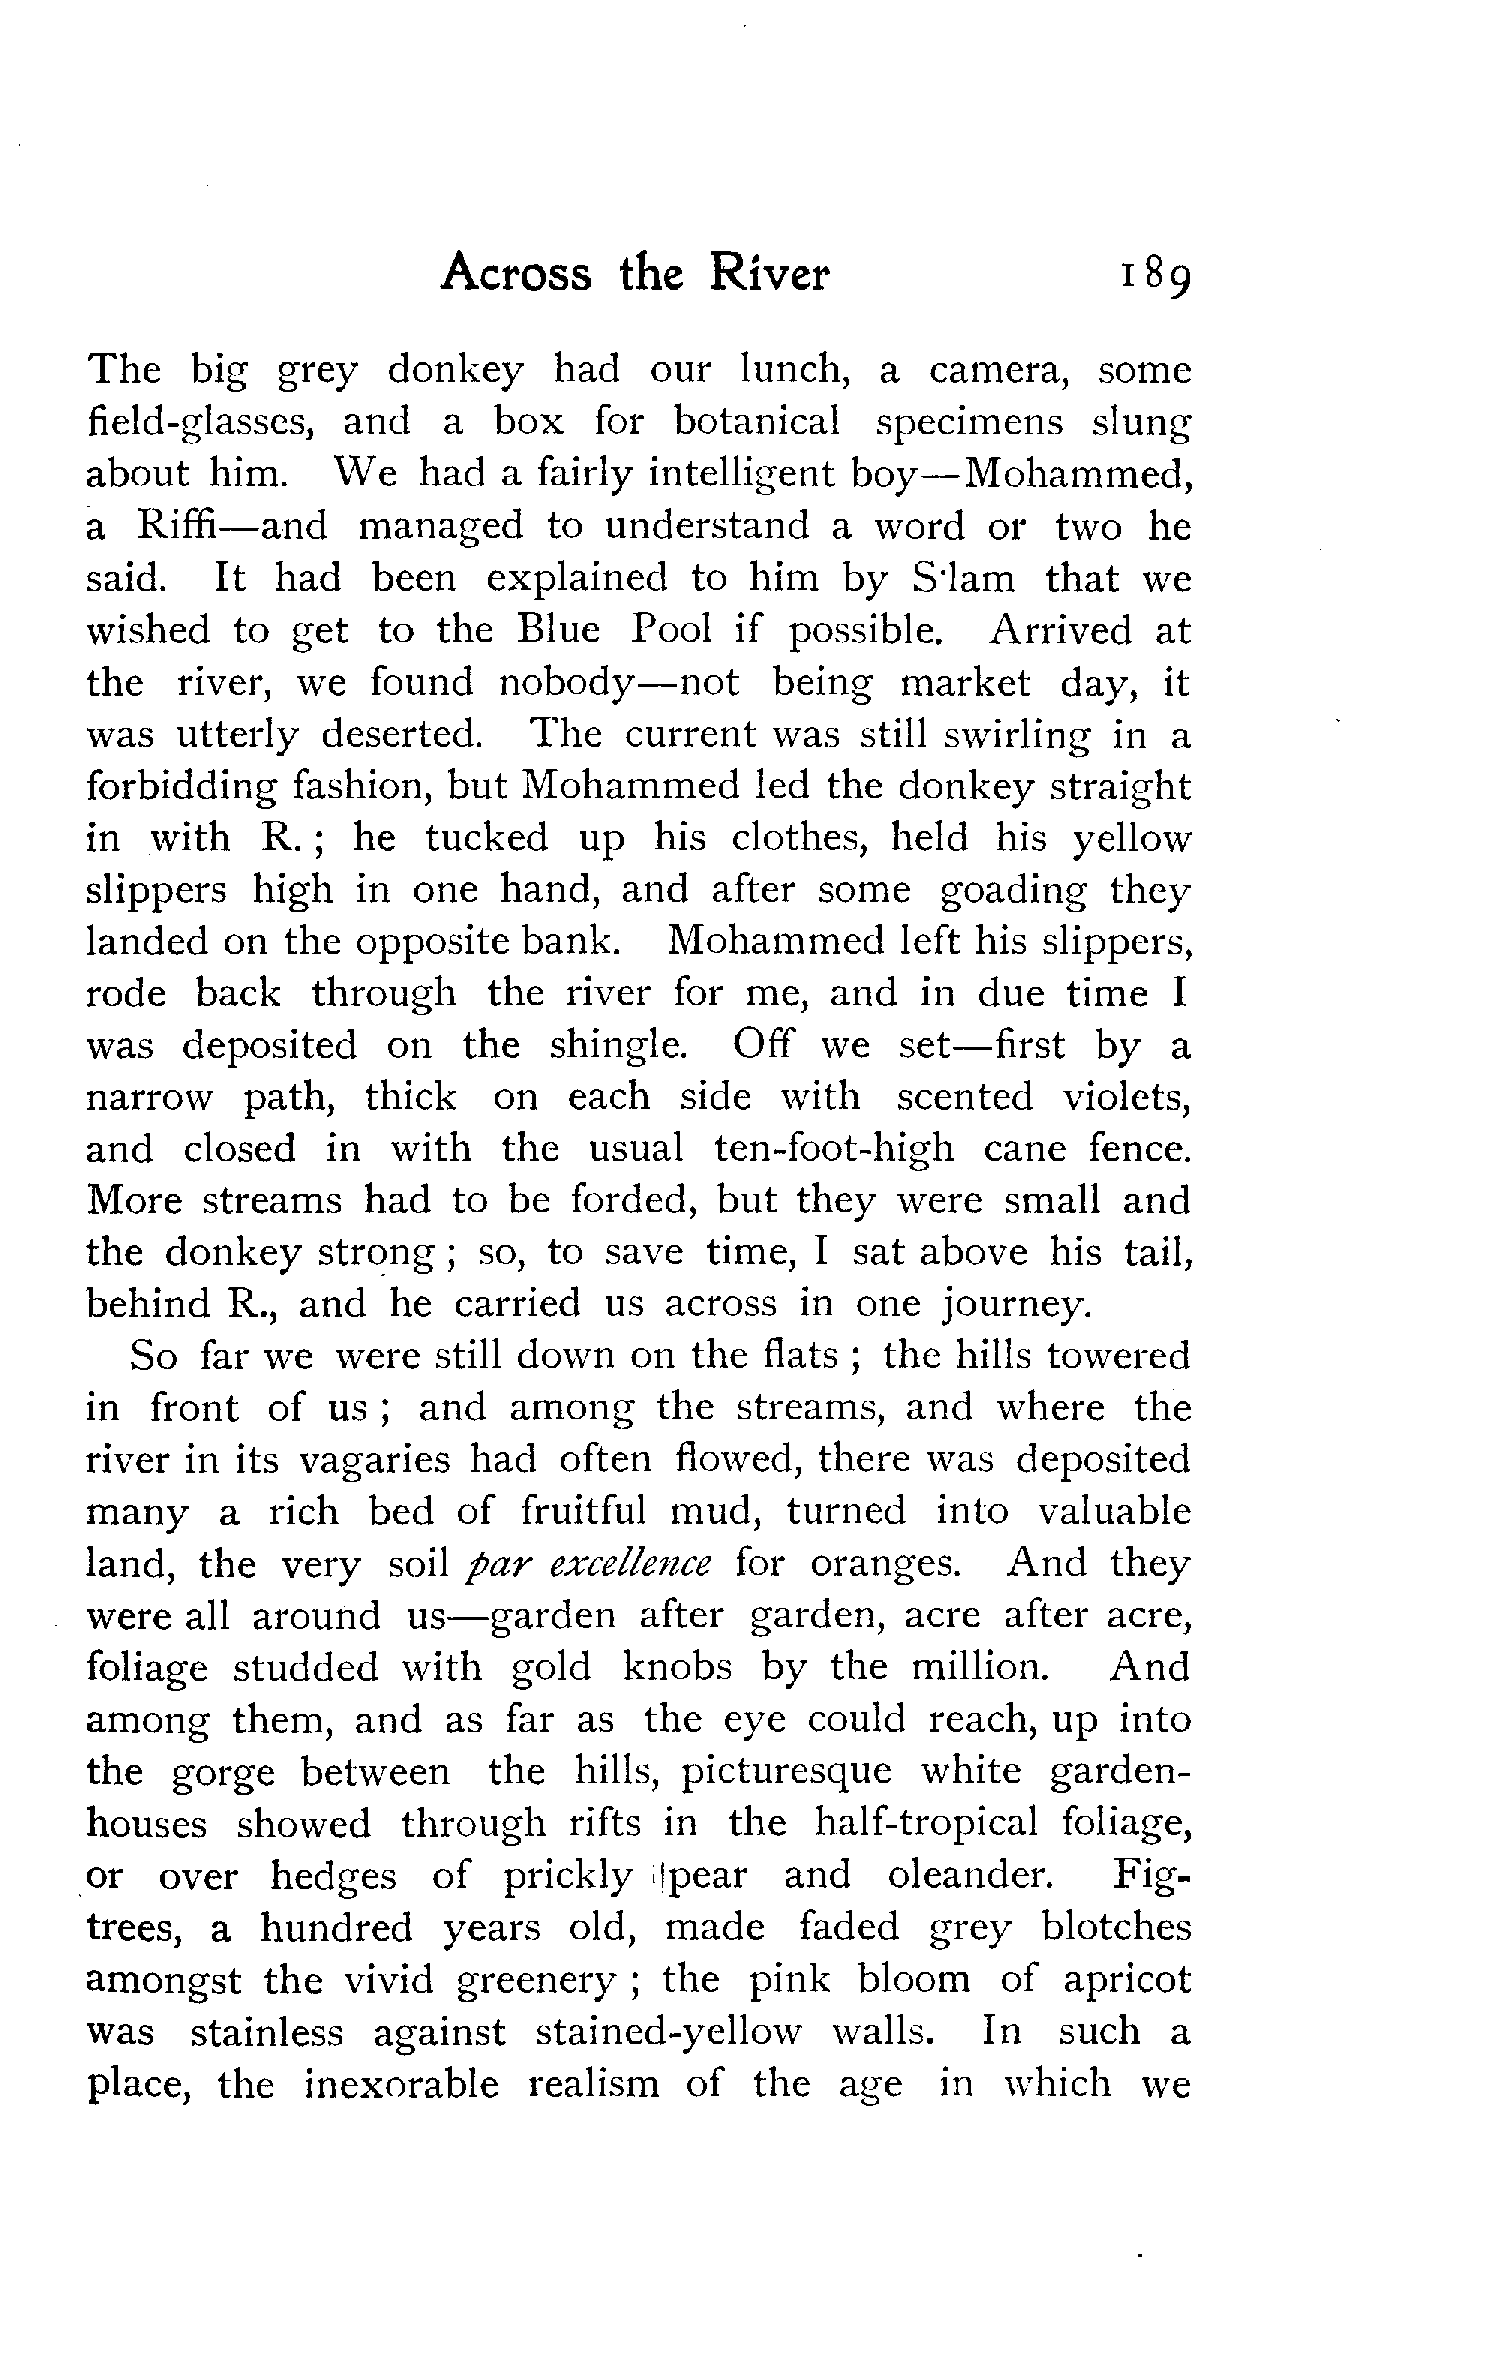 Across the River 189
The big grey donkey had our lunch, a camera, some
field-glasses, and a box for botanical specimens slung
about him. We had a fairly intelligent boy—Mohammed,
a Riffi—and managed to understand a word or two he
said. It had been explained to him by S'lam that we
wished to get to the Blue Pool if possible. Arrived at
the river, we found nobody—not being market day, it
was utterly deserted. The current was still swirling in a
forbidding fashion, but Mohammed led the donkey straight
in with R. ; he tucked up his clothes, held his yellow
slippers high in one hand, and after some goading they
landed on the opposite bank. Mohammed left his slippers,
rode back through the river for me, and in due time I
was deposited on the shingle. Off we set—first by a
narrow path, thick on each side with scented violets,
and closed in with the usual ten-foot-high cane fence.
More streams had to be forded, but they were small and
the donkey strong ; so, to save time, I sat above his tail,
behind R., and he carried us across in one journey.
So far we were still down on the flats ; the hills towered
in front of us ; and among the streams, and where the
river in its vagaries had often flowed, there was deposited
many a rich bed of fruitful mud, turned into valuable
land, the very soil par excellence for oranges. And they
were all around us—garden after garden, acre after acre,
foliage studded with gold knobs by the million. And
among them, and as far as the eye could reach, up into
the gorge between the hills, picturesque white garden-
houses showed through rifts in the half-tropical foliage,
or over hedges of prickly pear and oleander. Fig-
trees, a hundred years old, made faded grey blotches
amongst the vivid greenery ; the pink bloom of apricot
was stainless against stained-yellow walls. In such a
place, the inexorable realism of the age in which we